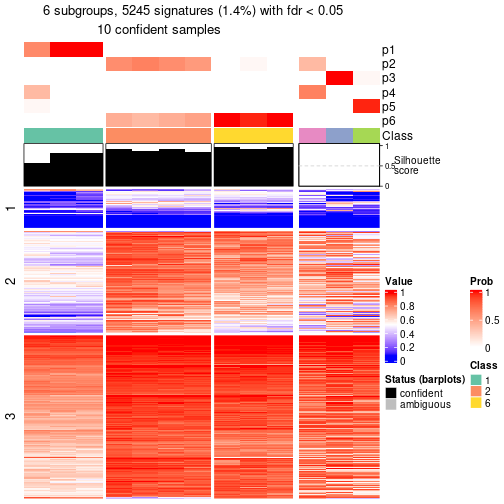 6 subgroups, 5245 signatures (1.4%) with fdr < 0.05
10 confident samples
p1
p2
p3
p4
p5
p6
Class
1
0.5
0
Silhouette
score
1
2
3
Value
1
0.8
0.6
0.4
0.2
0
Prob
1
0.5
0
Status (barplots)
confident
ambiguous
Class
1
2
6